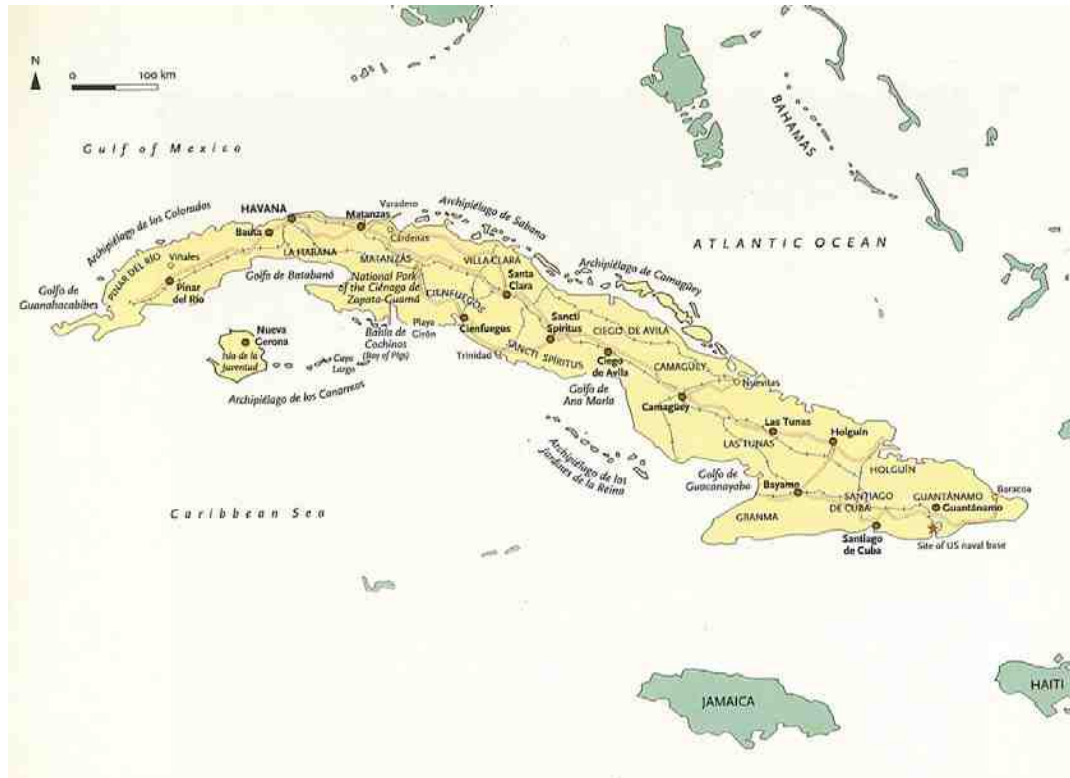 N
0 100 km
BAHAMAS
Gulf of Mexico
Archipiélago de los Colorados
HAVANA
Bauta
Matanzas
Varadero
Cárdenas
Archipiélago de Sabana
ATLANTIC OCEAN
PINAR DEL RÍO
Viñales
LA HABANA
MATANZAS
VILLA CLARA
Archipiélago de Camagüey
Golfo de
Guanahacabibes
Pinar
del Río
Golfo de Batabanó
National Park
of the Ciénaga de
Zapata-Guamá
CIENFUEGOS
Santa
Clara
Nueva
Gerona
Isla de la
Juventud
Cayo
Largo
Bahía de
Cochinos
(Bay of Pigs)
Playa
Girón
Cienfuegos
Sancti
Spíritus
CIEGO DE AVILA
Trinidad
SANCTI SPÍRITUS
Ciego
de Avila
CAMAGÜEY
Nuevitas
Archipiélago de los Canarreos
Golfo de
Ana María
Camagüey
Las Tunas
Holguín
LAS TUNAS
Archipiélago de los
Jardines de la Reina
Golfo de
Guacanayabo
HOLGUÍN
Bayamo
SANTIAGO
DE CUBA
GUANTÁNAMO
Guantánamo
Baracoa
Caribbean Sea
GRANMA
Santiago
de Cuba
Site of US naval base
JAMAICA
HAITI